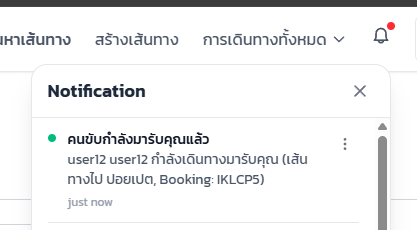 นหาเส้นทาง สร้างเส้นทาง การเดินทางทั้งหมด
Notification
คนขับกำลังมารับคุณแล้ว
user12 user12 กำลังเดินทางมารับคุณ (เส้น
ทางไป ปอยเปต, Booking: IKLCP5)
just now